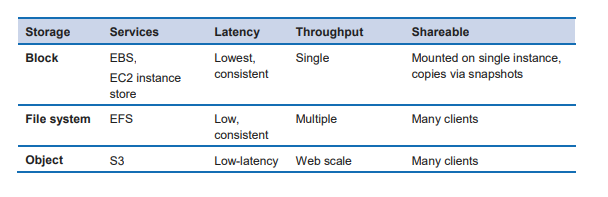 Storage Services Latency Throughput Shareable
Block EBS, Lowest, Single Mounted on single instance,
EC2 instance consistent copies via snapshots
store
File system EFS Low, Multiple Many clients
consistent
Object S3 Low-latency Web scale Many clients